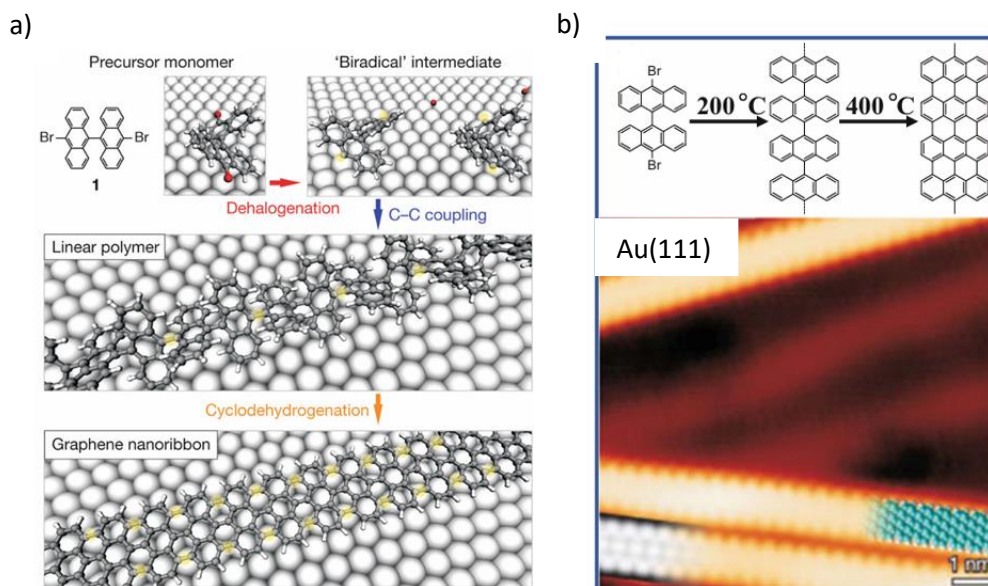 a)
Precursor monomer
'Biradical' intermediate
Br
Br
1
Dehalogenation
C–C coupling
Linear polymer
Cyclodehydrogenation
Graphene nanoribbon
b)
Br
Br
200 °C
400 °C
Au(111)
1 nm